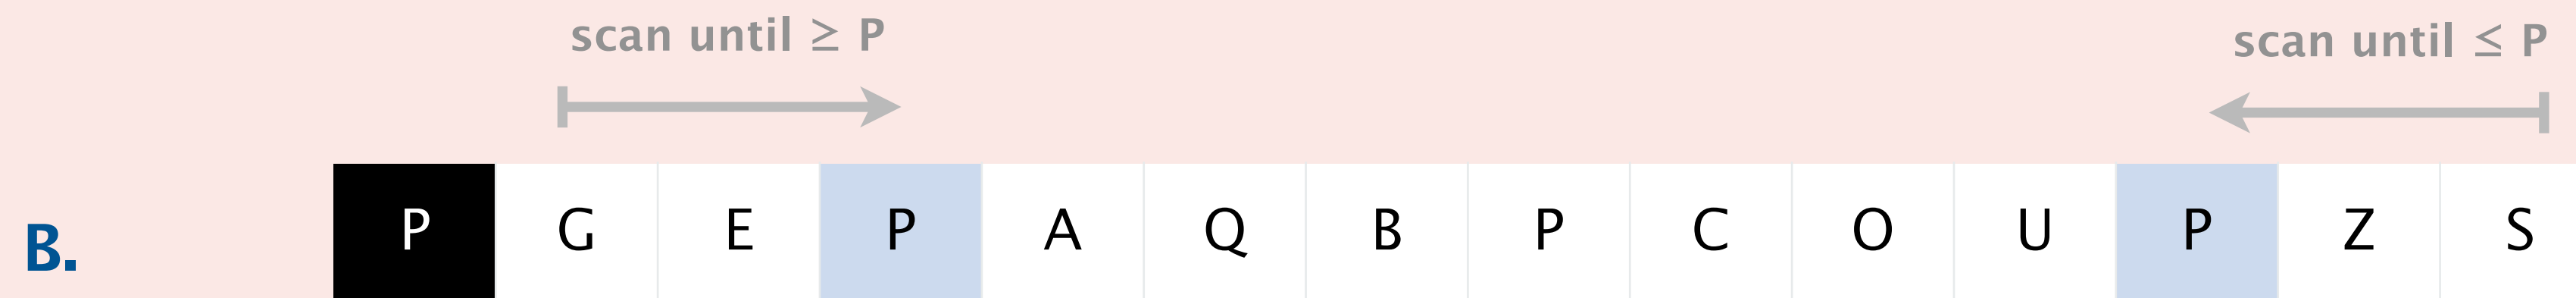 scan until ≥ P
scan until ≤ P
B.
P G E P A Q B P C O U P Z S